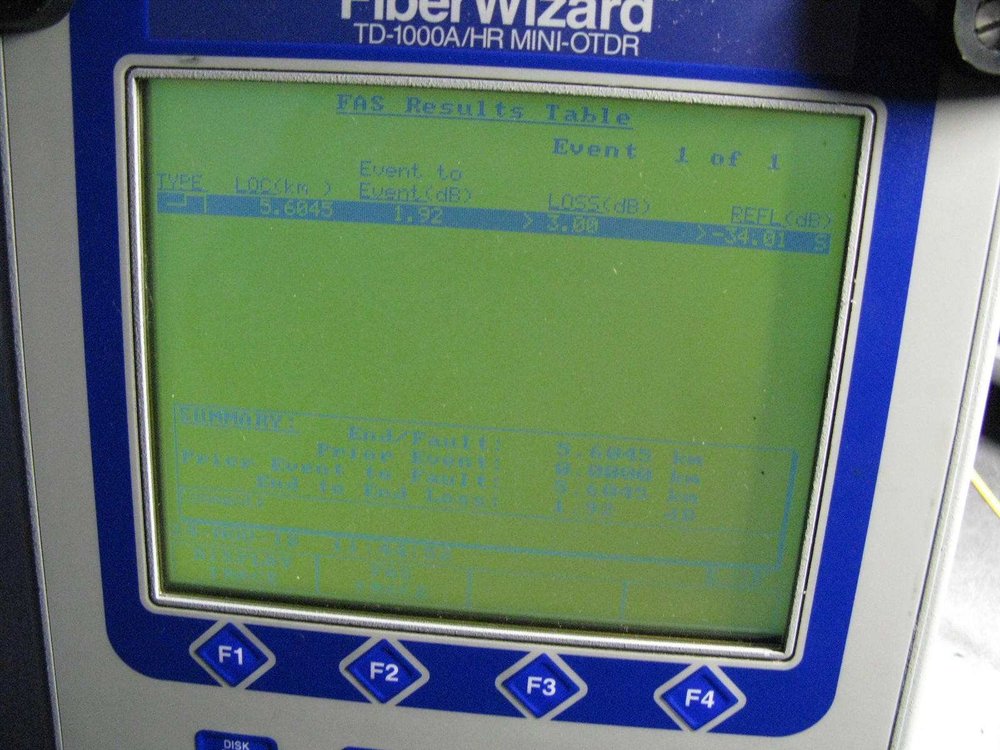 FiberWizard
TD-1000A/HR MINI-OTDR
FAS Results Table
Event 1 of 1
TYPE LOC(km ) Event to Event(dB) LOSS(dB) REFL(dB)
5.6045 1.92 > 3.00 >-34.01 S
SUMMARY:
End/Fault: 5.6045 km
Prior Event: 0.0000 km
Prior Event to Fault: 5.6045 km
End to End Loss: 1.92 dB
F1 F2 F3 F4
DISK